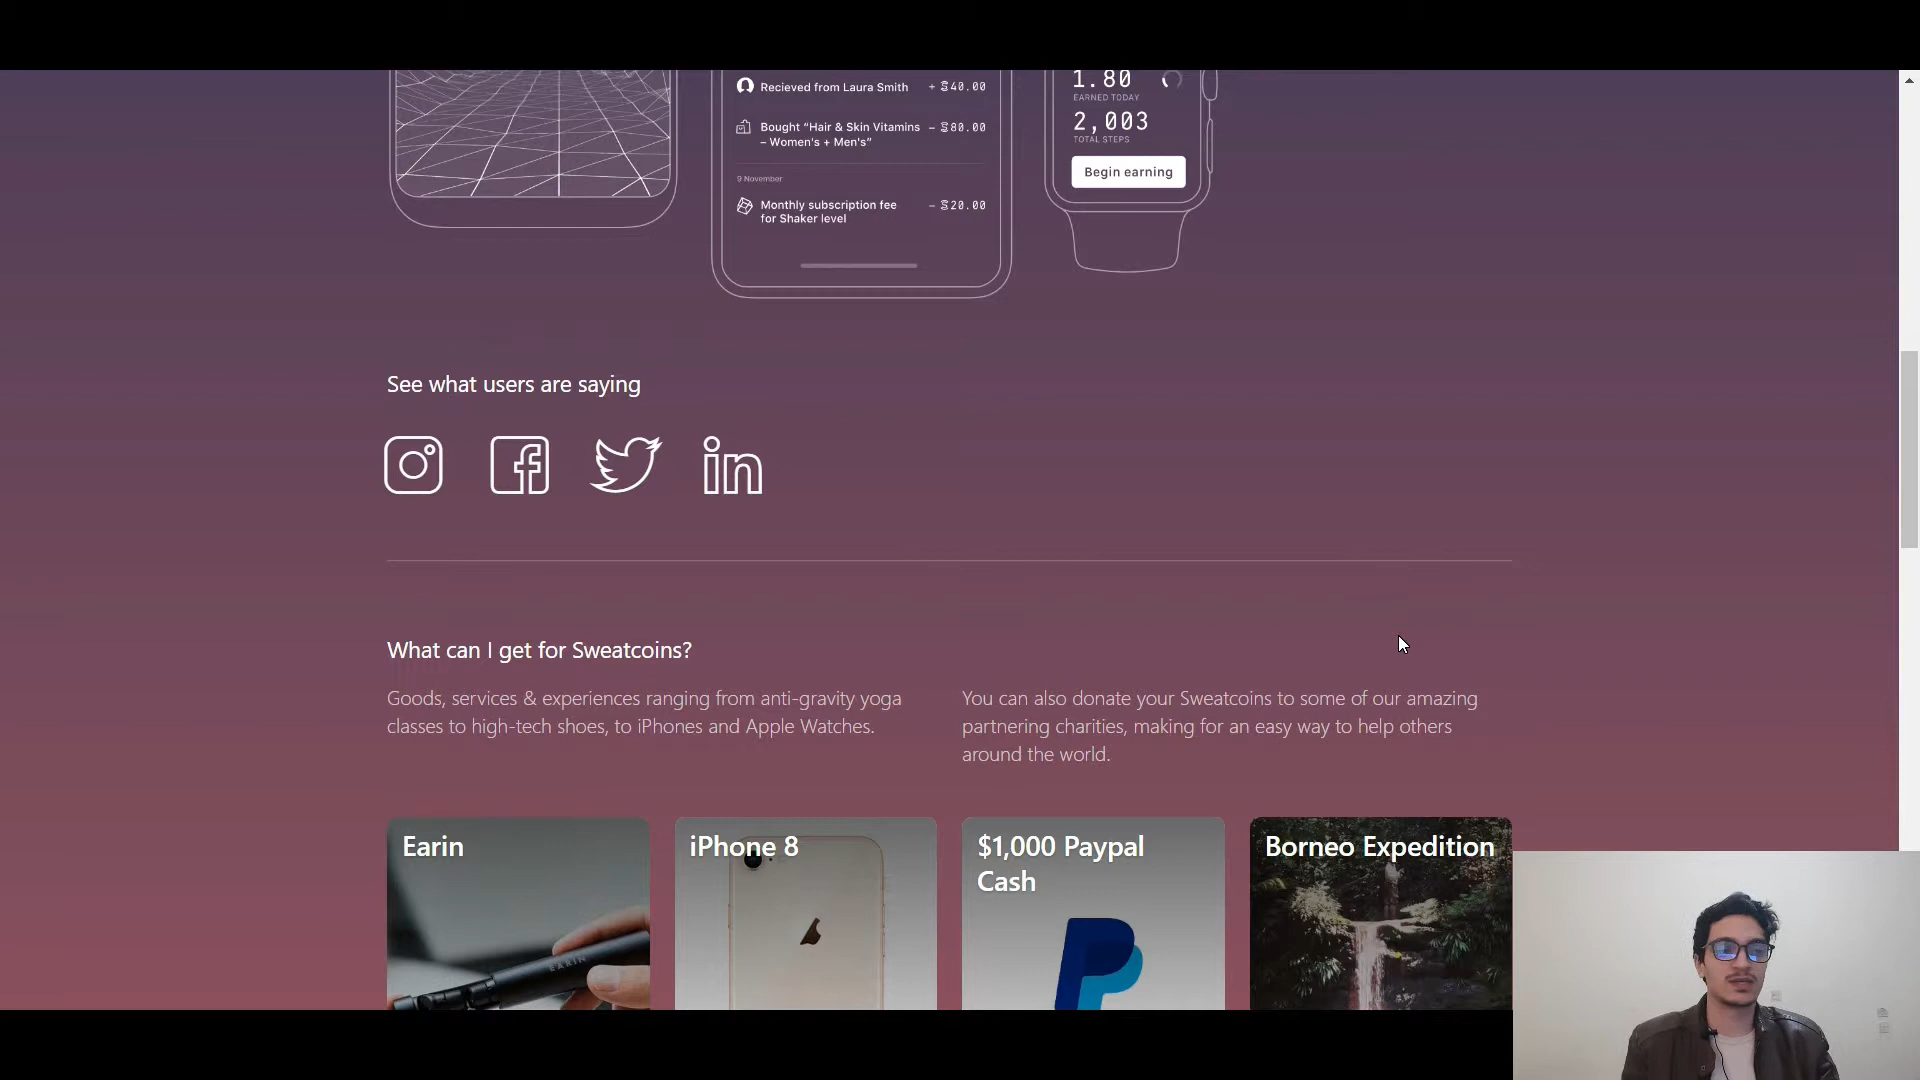 Recieved from Laura Smith + 40.00
Bought “Hair & Skin Vitamins – 80.00
– Women's + Men's”
9 November
Monthly subscription fee – 20.00
for Shaker level
1.80
EARNED TODAY
2,003
TOTAL STEPS
Begin earning
See what users are saying
in
What can I get for Sweatcoins?
Goods, services & experiences ranging from anti-gravity yoga
classes to high-tech shoes, to iPhones and Apple Watches.
You can also donate your Sweatcoins to some of our amazing
partnering charities, making for an easy way to help others
around the world.
Earin
EARIN
iPhone 8
$1,000 Paypal
Cash
Borneo Expedition